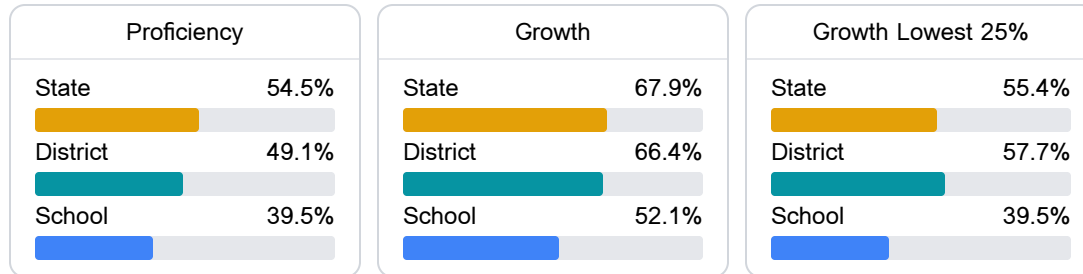 Proficiency
State 54.5%
District 49.1%
School 39.5%
Growth
State 67.9%
District 66.4%
School 52.1%
Growth Lowest 25%
State 55.4%
District 57.7%
School 39.5%